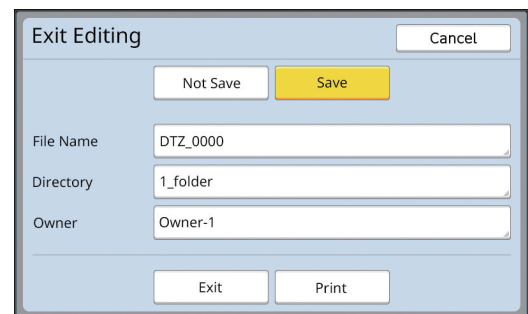 Exit Editing
Cancel
Not Save
Save
File Name
DTZ_0000
Directory
1_folder
Owner
Owner-1
Exit
Print